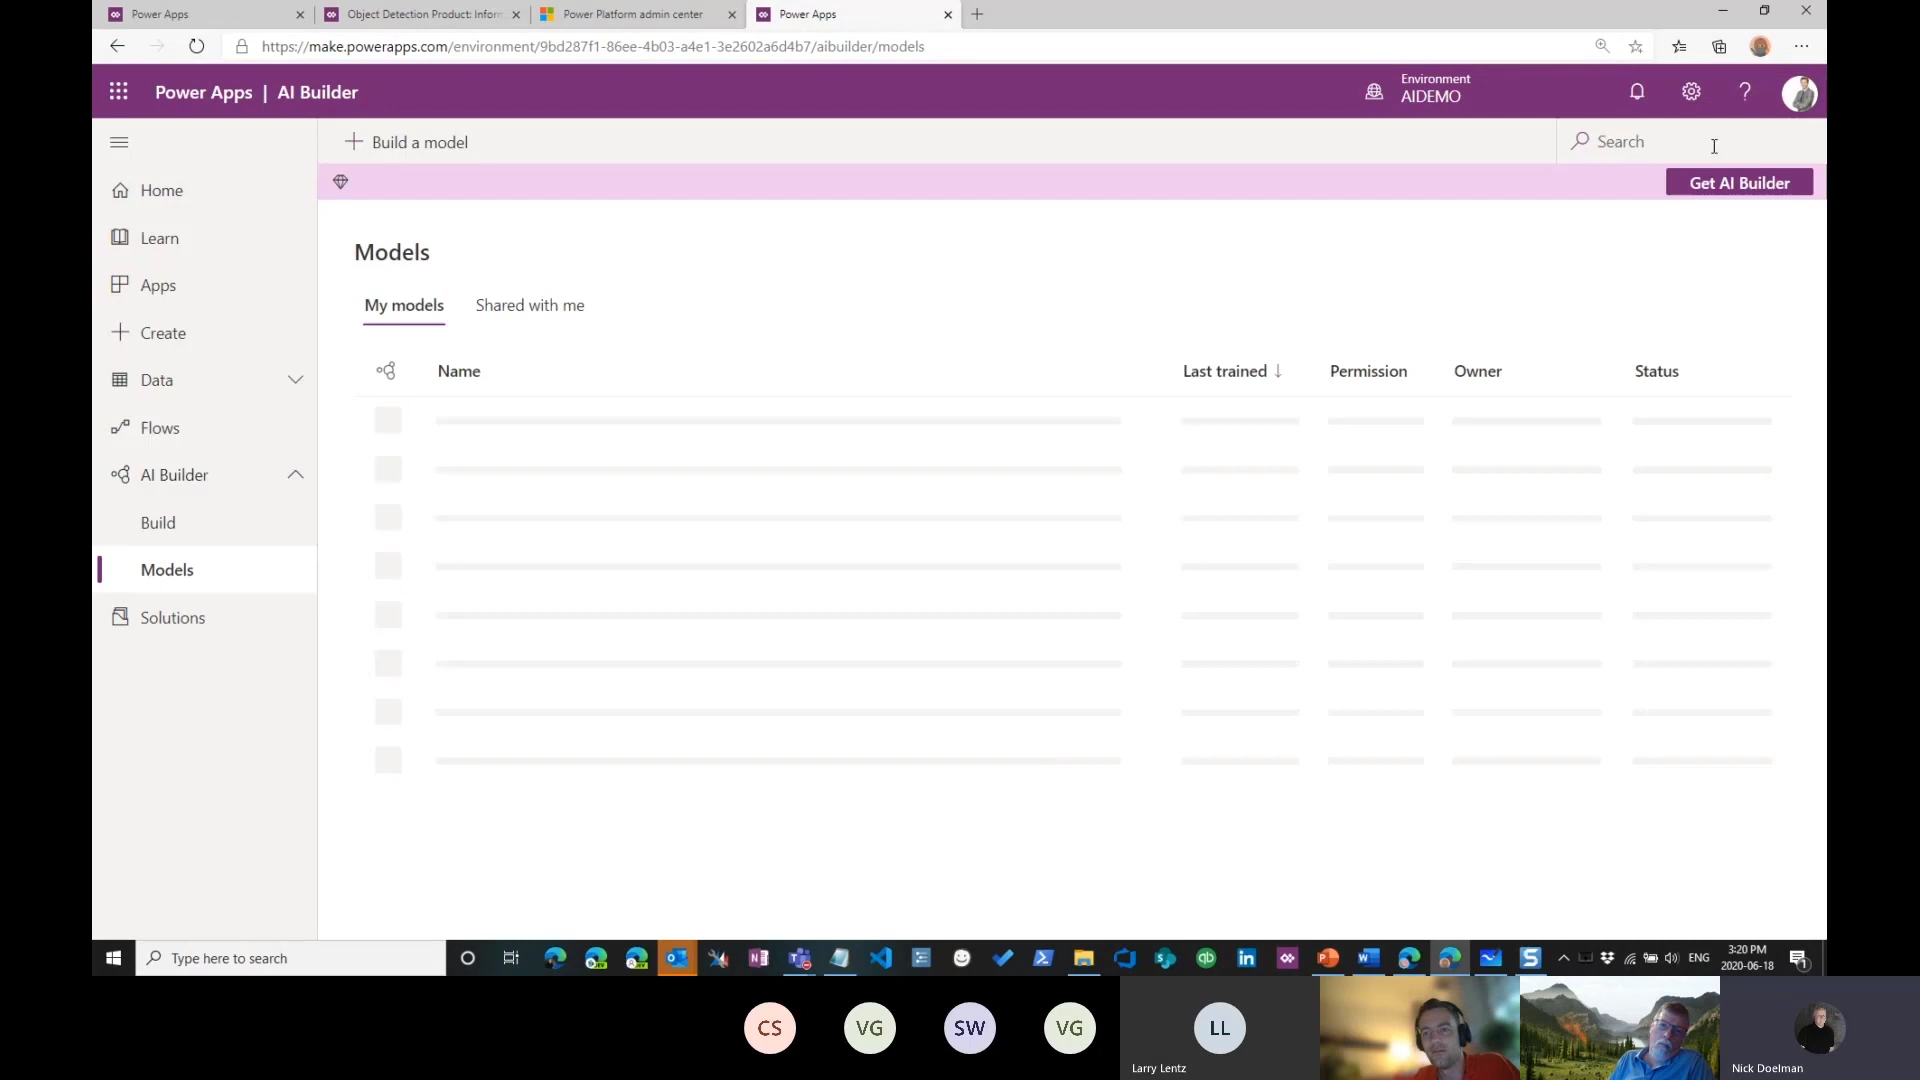 Power Apps
Object Detection Product: Inform
Power Platform admin center
Power Apps
https://make.powerapps.com/environment/9bd287f1-86ee-4b03-a4e1-3e2602a6d4b7/aibuilder/models
Power Apps | AI Builder
Environment
AIDEMO
?
Build a model
Search
Get AI Builder
Home
Learn
Apps
Create
Data
Flows
AI Builder
Build
Models
Solutions
Models
My models
Shared with me
Name
Last trained ↓
Permission
Owner
Status
Type here to search
ENG
3:20 PM
2020-06-18
1
CS
VG
SW
VG
LL
Larry Lentz
Nick Doelman